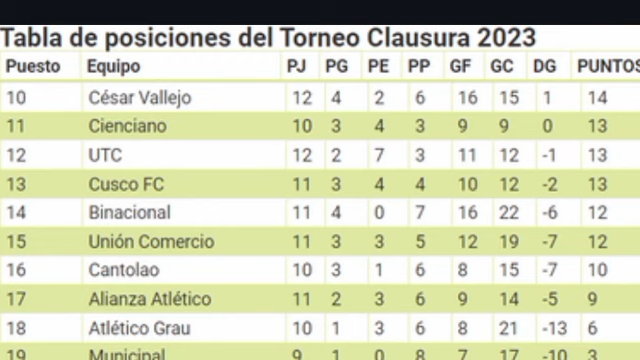 Tabla de posiciones del Torneo Clausura 2023
Puesto Equipo PJ PG PE PP GF GC DG PUNTOS
10 César Vallejo 12 4 2 6 16 15 1 14
11 Cienciano 10 3 4 3 9 9 0 13
12 UTC 12 2 7 3 11 12 -1 13
13 Cusco FC 11 3 4 4 10 12 -2 13
14 Binacional 11 4 0 7 16 22 -6 12
15 Unión Comercio 11 3 3 5 12 19 -7 12
16 Cantolao 10 3 1 6 8 15 -7 10
17 Alianza Atlético 11 2 3 6 9 14 -5 9
18 Atlético Grau 10 1 3 6 8 21 -13 6
19 Municipal 9 1 0 8 7 17 -10 3